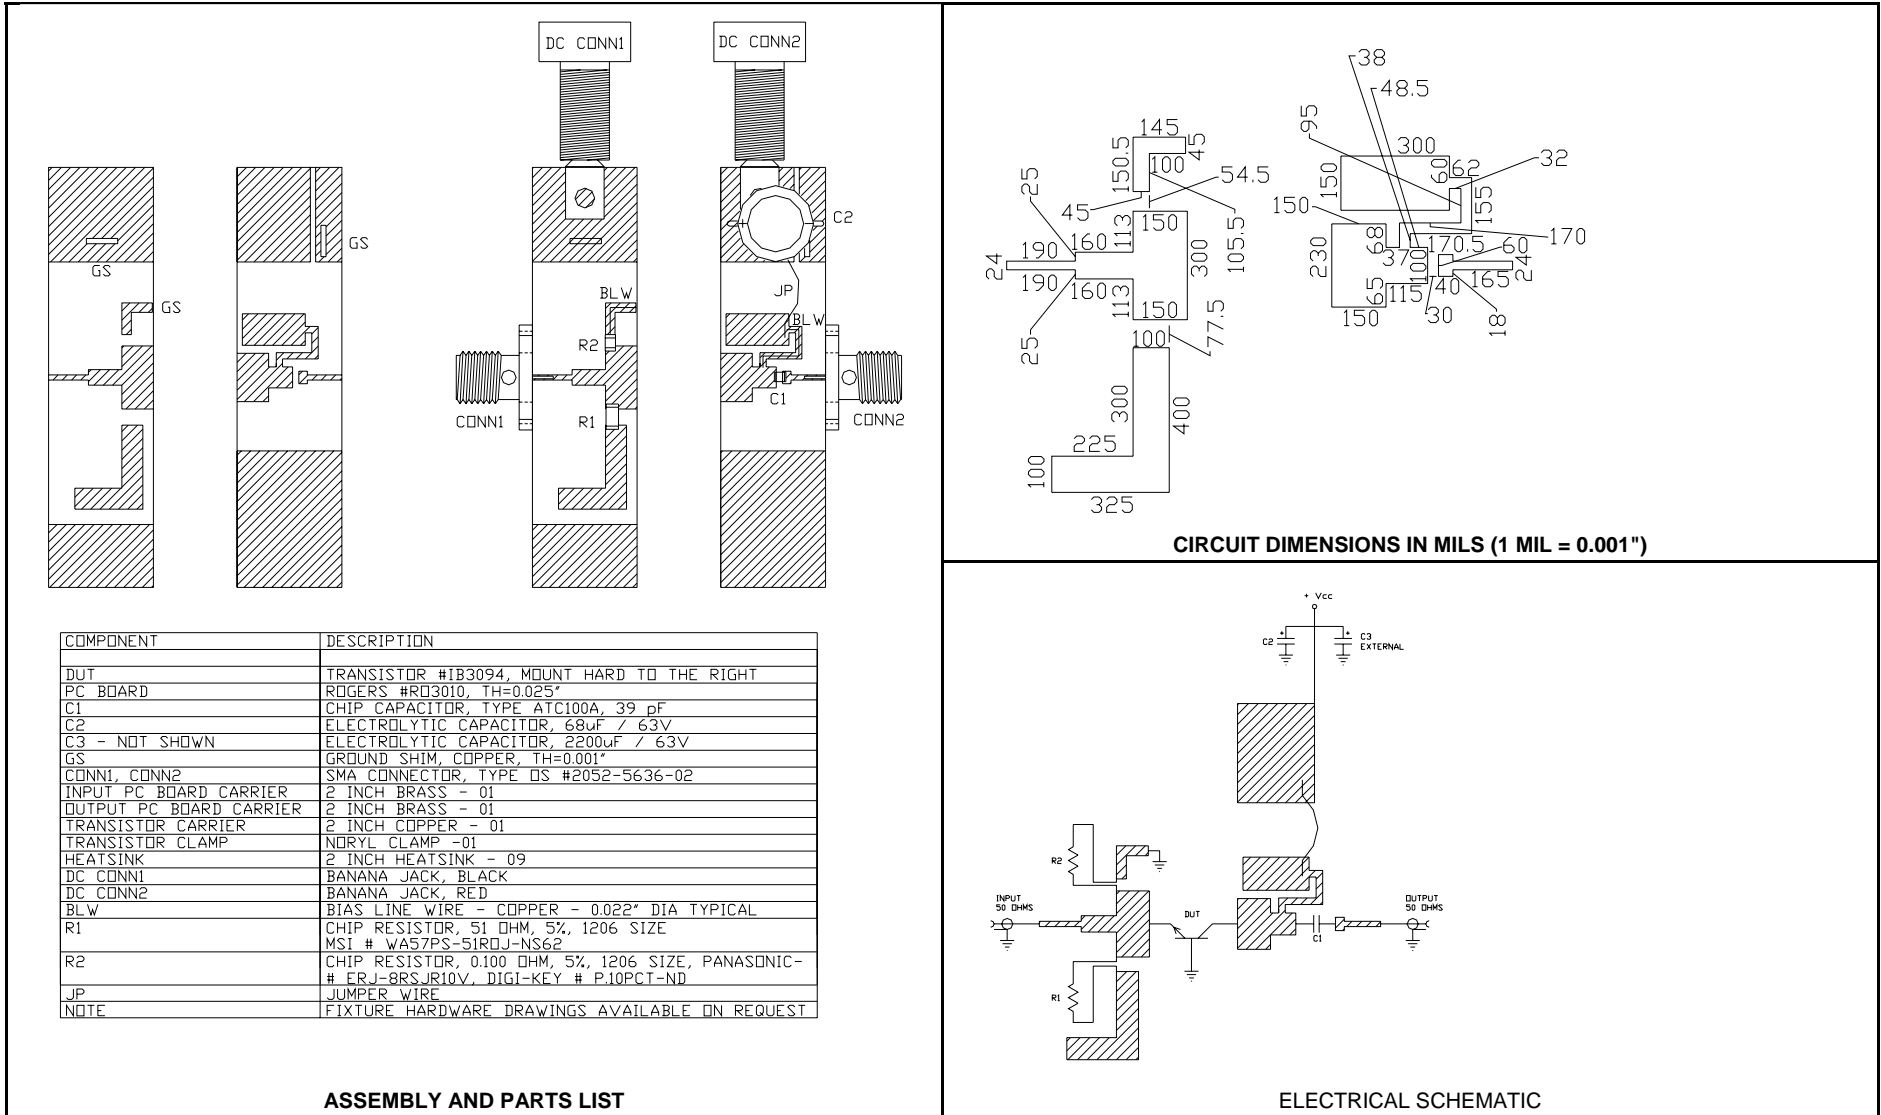 DC CONN1
DC CONN2
C2
GS
GS
GS
JP
BLW
BLW
R2
C1
R1
CONN1
CONN2
COMPONENT DESCRIPTION
DUT TRANSISTOR #IB3094, MOUNT HARD TO THE RIGHT
PC BOARD ROGERS #RO3010, TH=0.025"
C1 CHIP CAPACITOR, TYPE ATC100A, 39 pF
C2 ELECTROLYTIC CAPACITOR, 68uF / 63V
C3 - NOT SHOWN ELECTROLYTIC CAPACITOR, 2200uF / 63V
GS GROUND SHIM, COPPER, TH=0.001"
CONN1, CONN2 SMA CONNECTOR, TYPE OS #2052-5636-02
INPUT PC BOARD CARRIER 2 INCH BRASS - 01
OUTPUT PC BOARD CARRIER 2 INCH BRASS - 01
TRANSISTOR CARRIER 2 INCH COPPER - 01
TRANSISTOR CLAMP NORYL CLAMP -01
HEATSINK 2 INCH HEATSINK - 09
DC CONN1 BANANA JACK, BLACK
DC CONN2 BANANA JACK, RED
BLW BIAS LINE WIRE - COPPER - 0.022" DIA TYPICAL
R1 CHIP RESISTOR, 51 OHM, 5%, 1206 SIZE
MSI # WA57PS-51ROJ-NS62
R2 CHIP RESISTOR, 0.100 OHM, 5%, 1206 SIZE, PANASONIC-
# ERJ-8RSJR10V, DIGI-KEY # P.10PCT-ND
JP JUMPER WIRE
NOTE FIXTURE HARDWARE DRAWINGS AVAILABLE ON REQUEST
ASSEMBLY AND PARTS LIST
145
150.5
45
100
54.5
25
45
150
113
160
190
24
300
105.5
190
160
113
150
25
77.5
100
300
400
225
100
325
38
48.5
95
300
60
62
32
150
155
150
68
170
37
170.5
60
230
100
24
65
115
40
165
150
30
18
CIRCUIT DIMENSIONS IN MILS (1 MIL = 0.001")
+ Vcc
+
C2
+
C3
EXTERNAL
R2
INPUT
50 OHMS
DUT
C1
OUTPUT
50 OHMS
R1
ELECTRICAL SCHEMATIC